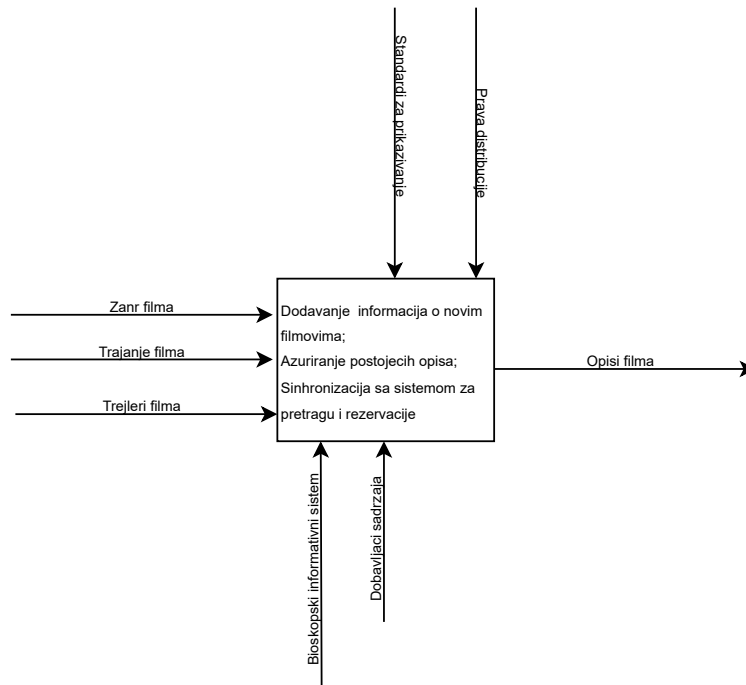 Standardi za prikazivanje
Prava distribucije
Zanr filma
Trajanje filma
Trejleri filma
Dodavanje informacija o novim
filmovima;
Azuriranje postojecih opisa;
Sinhronizacija sa sistemom za
pretragu i rezervacije
Opisi filma
Bioskopski informativni sistem
Dobavljaci sadrzaja